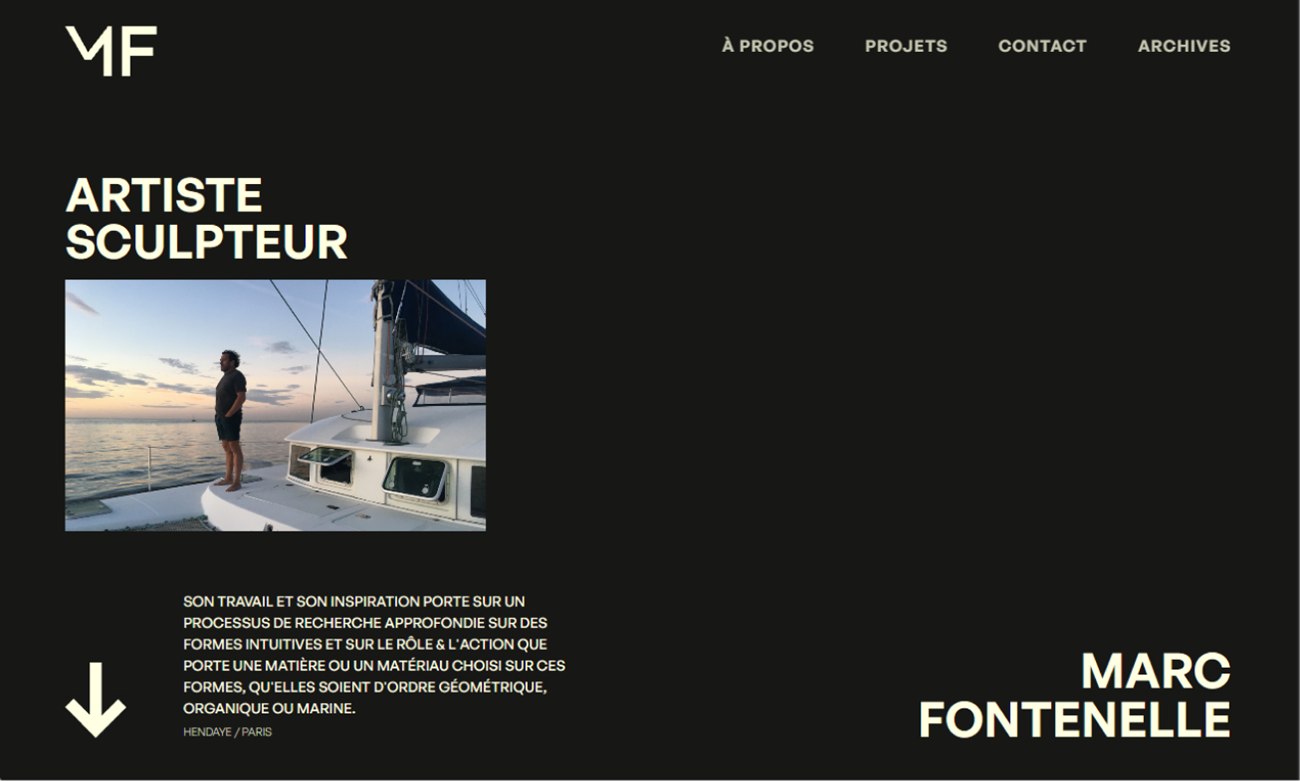 MF
À PROPOS
PROJETS
CONTACT
ARCHIVES
ARTISTE
SCULPTEUR
SON TRAVAIL ET SON INSPIRATION PORTE SUR UN
PROCESSUS DE RECHERCHE APPROFONDIE SUR DES
FORMES INTUITIVES ET SUR LE RÔLE & L'ACTION QUE
PORTE UNE MATIÈRE OU UN MATÉRIAU CHOISI SUR CES
FORMES, QU'ELLES SOIENT D'ORDRE GÉOMÉTRIQUE,
ORGANIQUE OU MARINE.
HENDAYE / PARIS
MARC
FONTENELLE